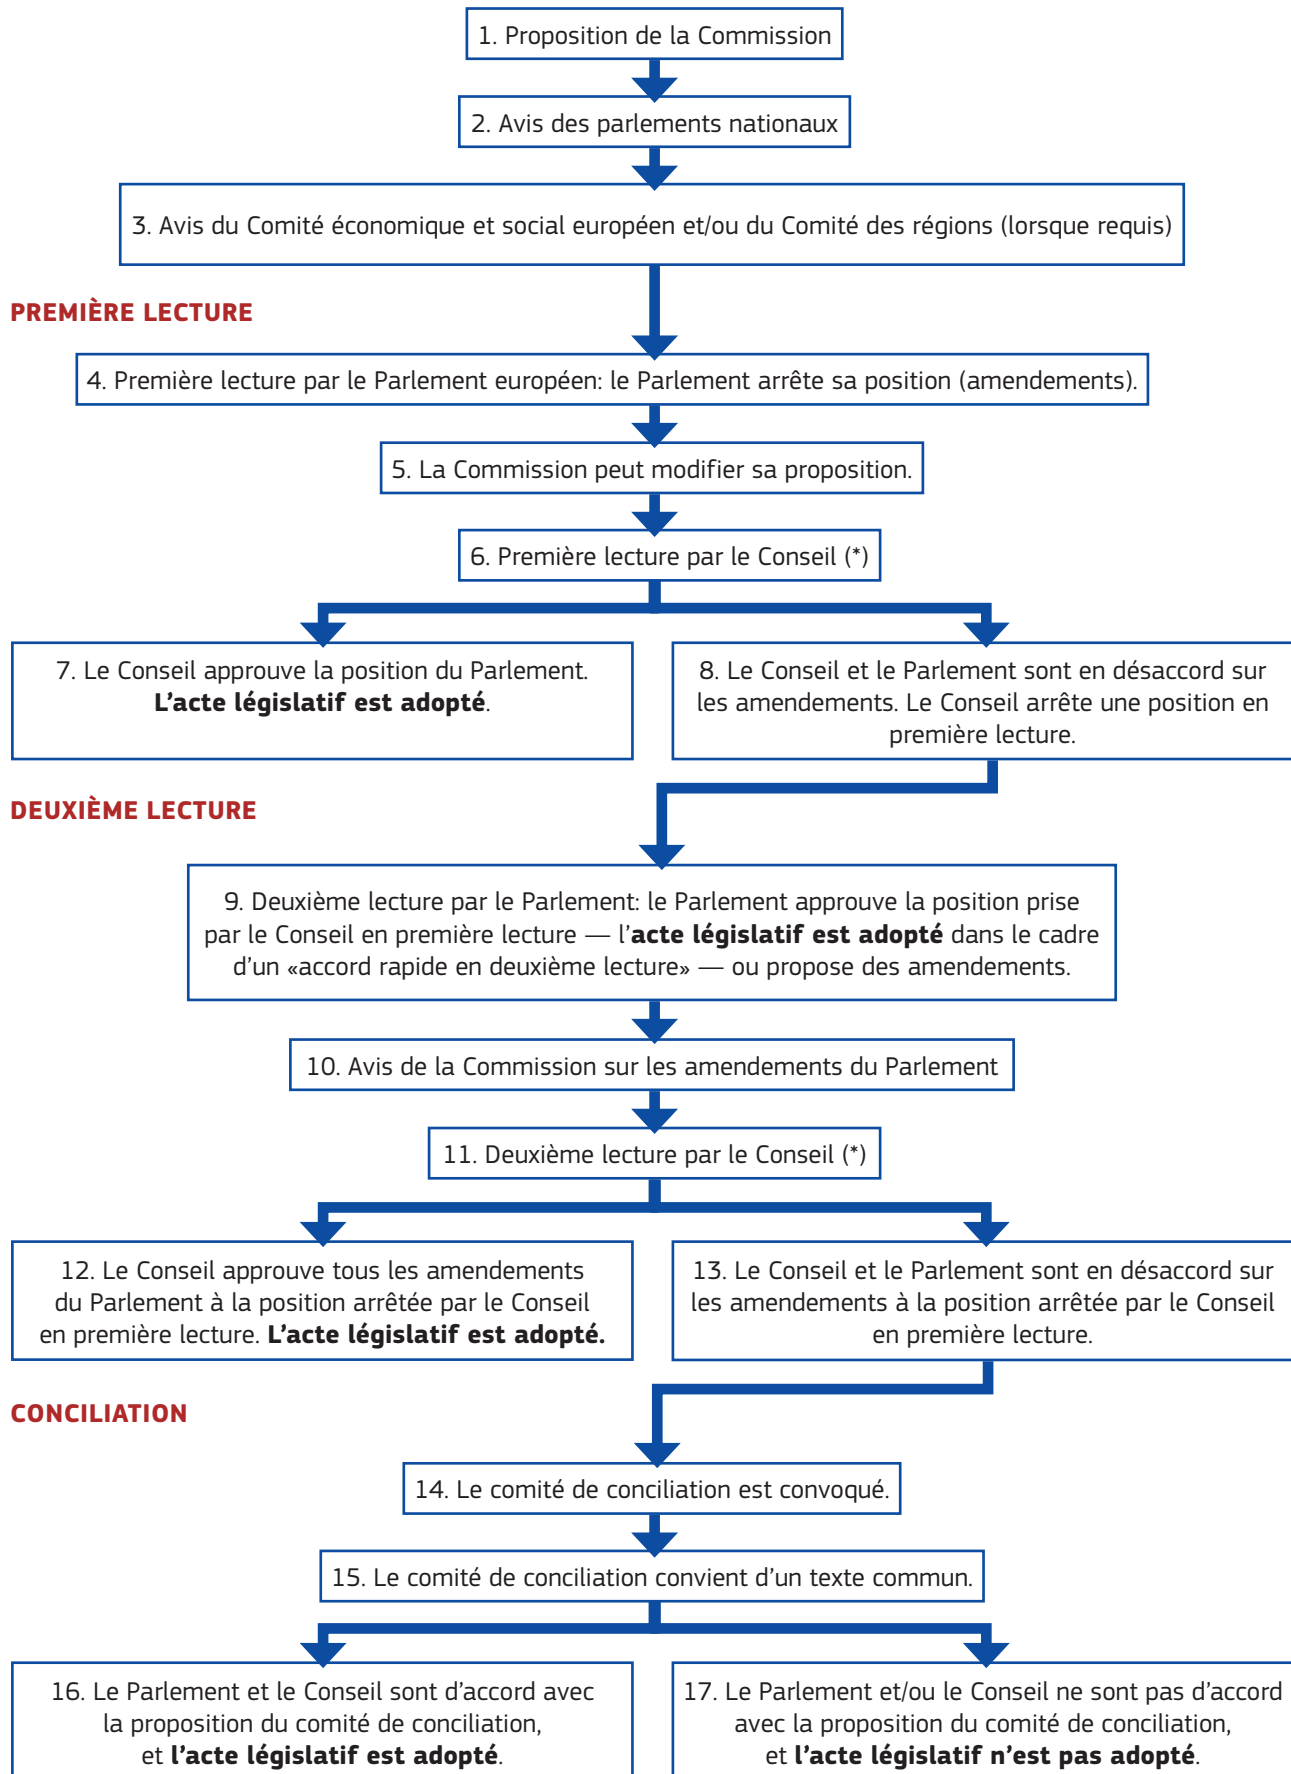 1. Proposition de la Commission
2. Avis des parlements nationaux
3. Avis du Comité économique et social européen et/ou du Comité des régions (lorsque requis)
PREMIÈRE LECTURE
4. Première lecture par le Parlement européen: le Parlement arrête sa position (amendements).
5. La Commission peut modifier sa proposition.
6. Première lecture par le Conseil (*)
7. Le Conseil approuve la position du Parlement.
L’acte législatif est adopté.
8. Le Conseil et le Parlement sont en désaccord sur
les amendements. Le Conseil arrête une position en
première lecture.
DEUXIÈME LECTURE
9. Deuxième lecture par le Parlement: le Parlement approuve la position prise
par le Conseil en première lecture — l’acte législatif est adopté dans le cadre
d’un «accord rapide en deuxième lecture» — ou propose des amendements.
10. Avis de la Commission sur les amendements du Parlement
11. Deuxième lecture par le Conseil (*)
12. Le Conseil approuve tous les amendements
du Parlement à la position arrêtée par le Conseil
en première lecture. L’acte législatif est adopté.
13. Le Conseil et le Parlement sont en désaccord sur
les amendements à la position arrêtée par le Conseil
en première lecture.
CONCILIATION
14. Le comité de conciliation est convoqué.
15. Le comité de conciliation convient d’un texte commun.
16. Le Parlement et le Conseil sont d’accord avec
la proposition du comité de conciliation,
et l’acte législatif est adopté.
17. Le Parlement et/ou le Conseil ne sont pas d’accord
avec la proposition du comité de conciliation,
et l’acte législatif n’est pas adopté.